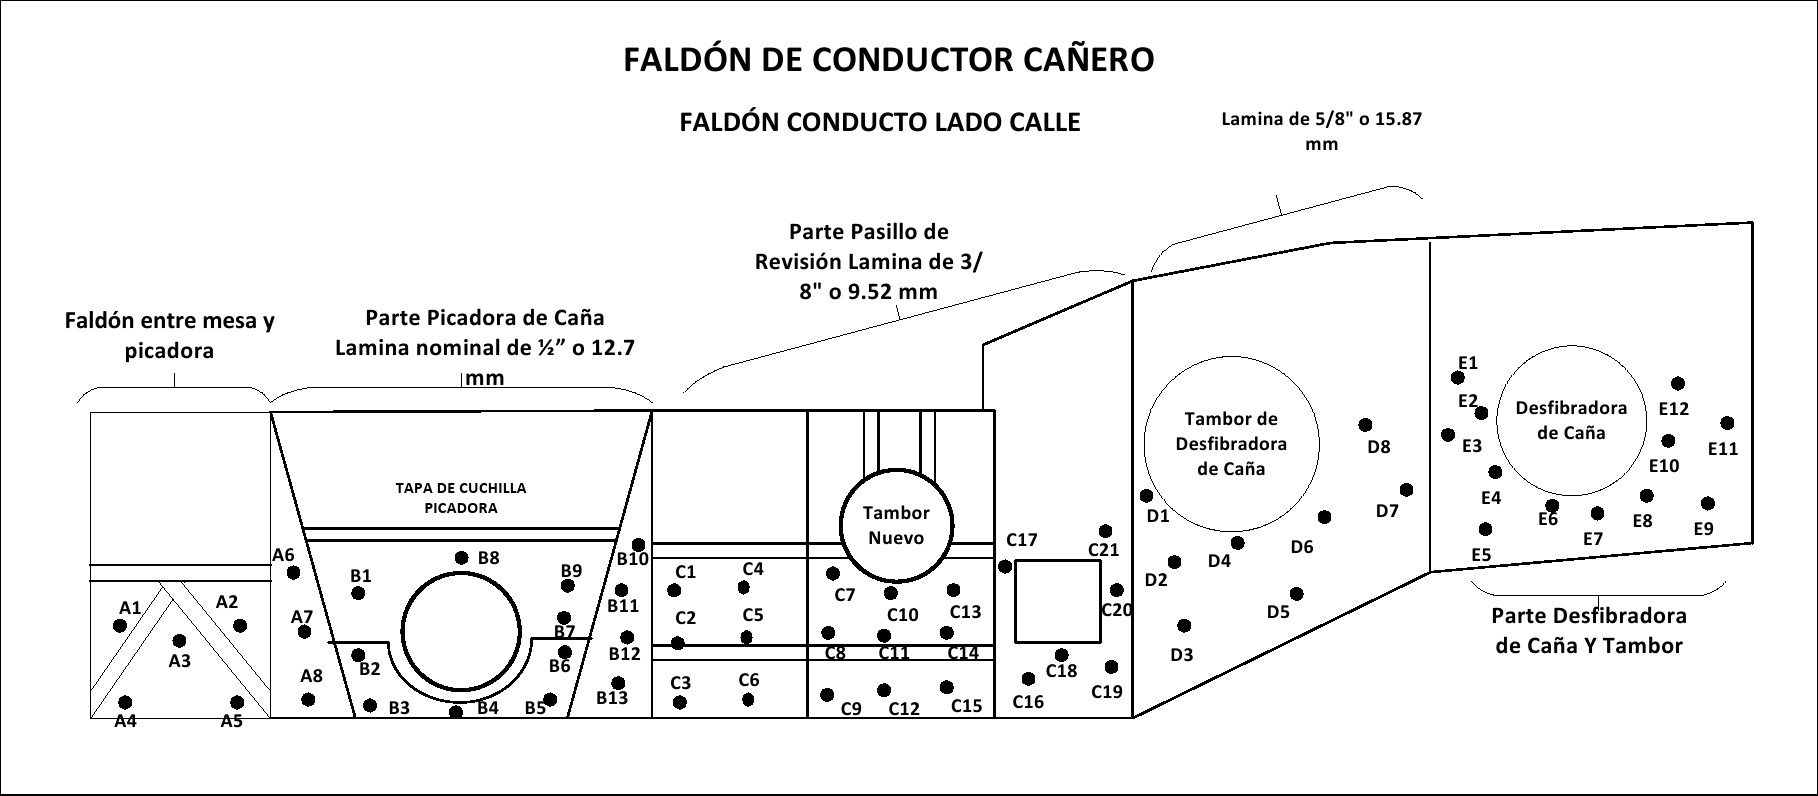 FALDÓN DE CONDUCTOR CAÑERO
FALDÓN CONDUCTO LADO CALLE
Lamina de 5/8" o 15.87
mm
Parte Pasillo de
Revisión Lamina de 3/
8" o 9.52 mm
Faldón entre mesa y
picadora
Parte Picadora de Caña
Lamina nominal de ½” o 12.7
mm
TAPA DE CUCHILLA
PICADORA
Tambor
Nuevo
Tambor de
Desfibradora
de Caña
Desfibradora
de Caña
Parte Desfibradora
de Caña Y Tambor
A1
A2
A3
A4
A5
A6
A7
A8
B1
B2
B3
B4
B5
B6
B7
B8
B9
B10
B11
B12
B13
C1
C2
C3
C4
C5
C6
C7
C8
C9
C10
C11
C12
C13
C14
C15
C16
C17
C18
C19
C20
C21
D1
D2
D3
D4
D5
D6
D7
D8
E1
E2
E3
E4
E5
E6
E7
E8
E9
E10
E11
E12